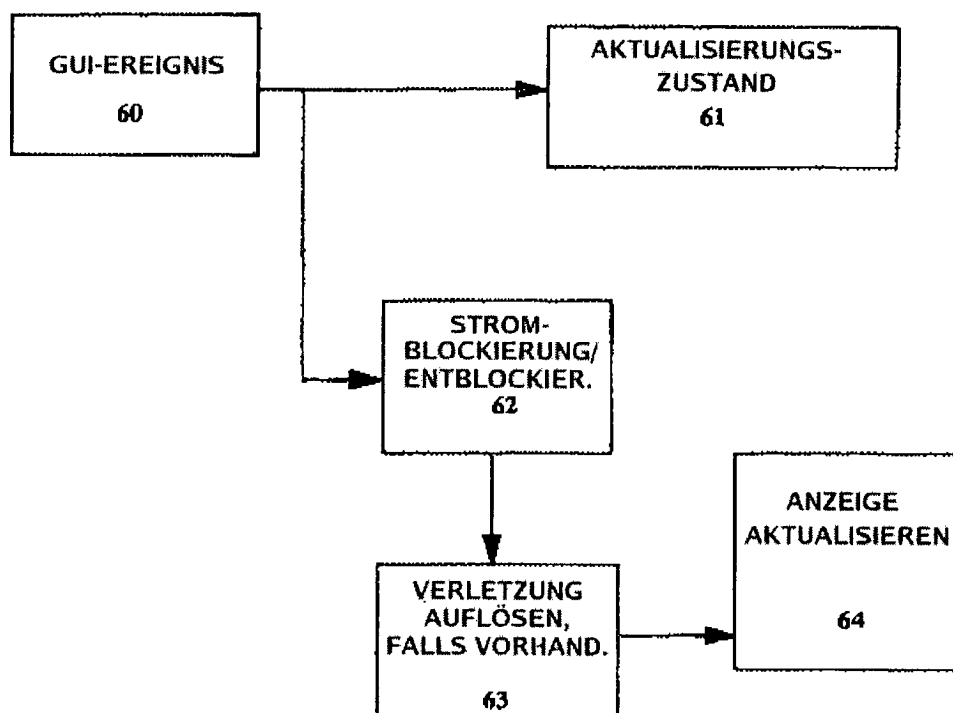 GUI-EREIGNIS
60
AKTUALISIERUNGS-
ZUSTAND
61
STROM-
BLOCKIERUNG/
ENTBLOCKIER.
62
VERLETZUNG
AUFLÖSEN,
FALLS VORHAND.
63
ANZEIGE
AKTUALISIEREN
64